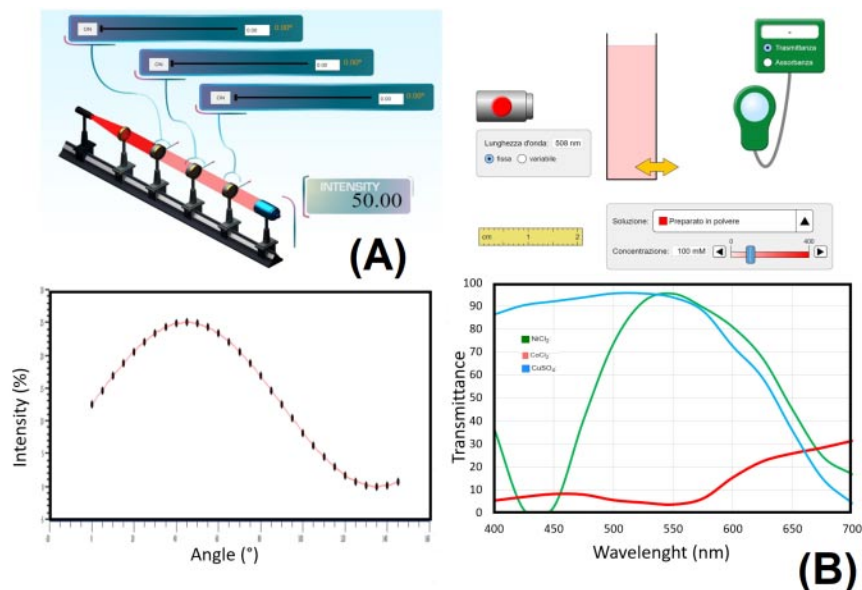 ON 0.00 0.00°
ON 0.00 0.00°
ON 0.00 0.00°
INTENSITY
50.00
(A)
Trasmittanza
Assorbanza
Lunghezza d'onda: 508 nm
fissa variabile
cm 1 2
Soluzione: Preparato in polvere
Concentrazione: 100 mM 0 400
Intensity (%)
Angle (°)
100
90
80
70
60
50
40
30
20
10
0
NiCl₂
CoCl₂
CuSO₄
Transmittance
400 450 500 550 600 650 700
Wavelenght (nm)
(B)